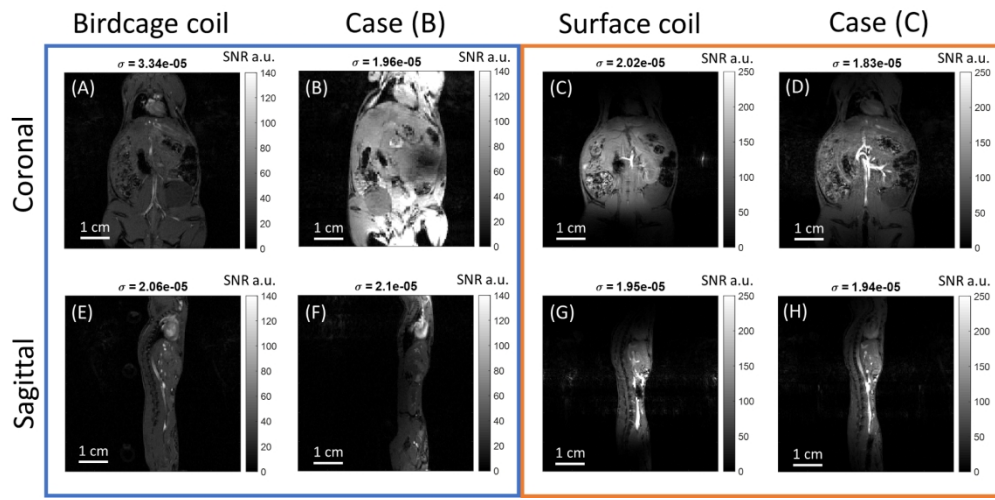 Birdcage coil Case (B) Surface coil Case (C)
Coronal
σ = 3.34e-05 SNR a.u. 1.96e-05 SNR a.u. σ = 2.02e-05 SNR a.u. σ = 1.83e-05 SNR a.u.
(A) 140 (B) 140 (C) 250 (D) 250
120 120 200 200
100 100 150 150
80 80 100 100
60 60 50 50
40 40 0 0
20 20
0 0
1 cm 1 cm 1 cm 1 cm
Sagittal
σ = 2.06e-05 SNR a.u. σ = 2.1e-05 SNR a.u. σ = 1.95e-05 SNR a.u. σ = 1.94e-05 SNR a.u.
(E) 140 (F) 140 (G) 250 (H) 250
120 120 200 200
100 100 150 150
80 80 100 100
60 60 50 50
40 40 0 0
20 20
0 0
1 cm 1 cm 1 cm 1 cm